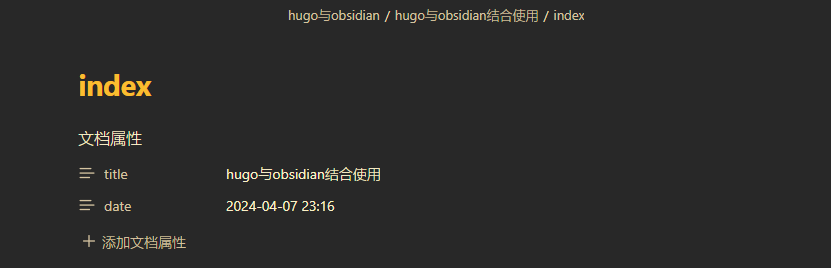 hugo与obsidian / hugo与obsidian结合使用 / index
index
文档属性
title hugo与obsidian结合使用
date 2024-04-07 23:16
添加文档属性